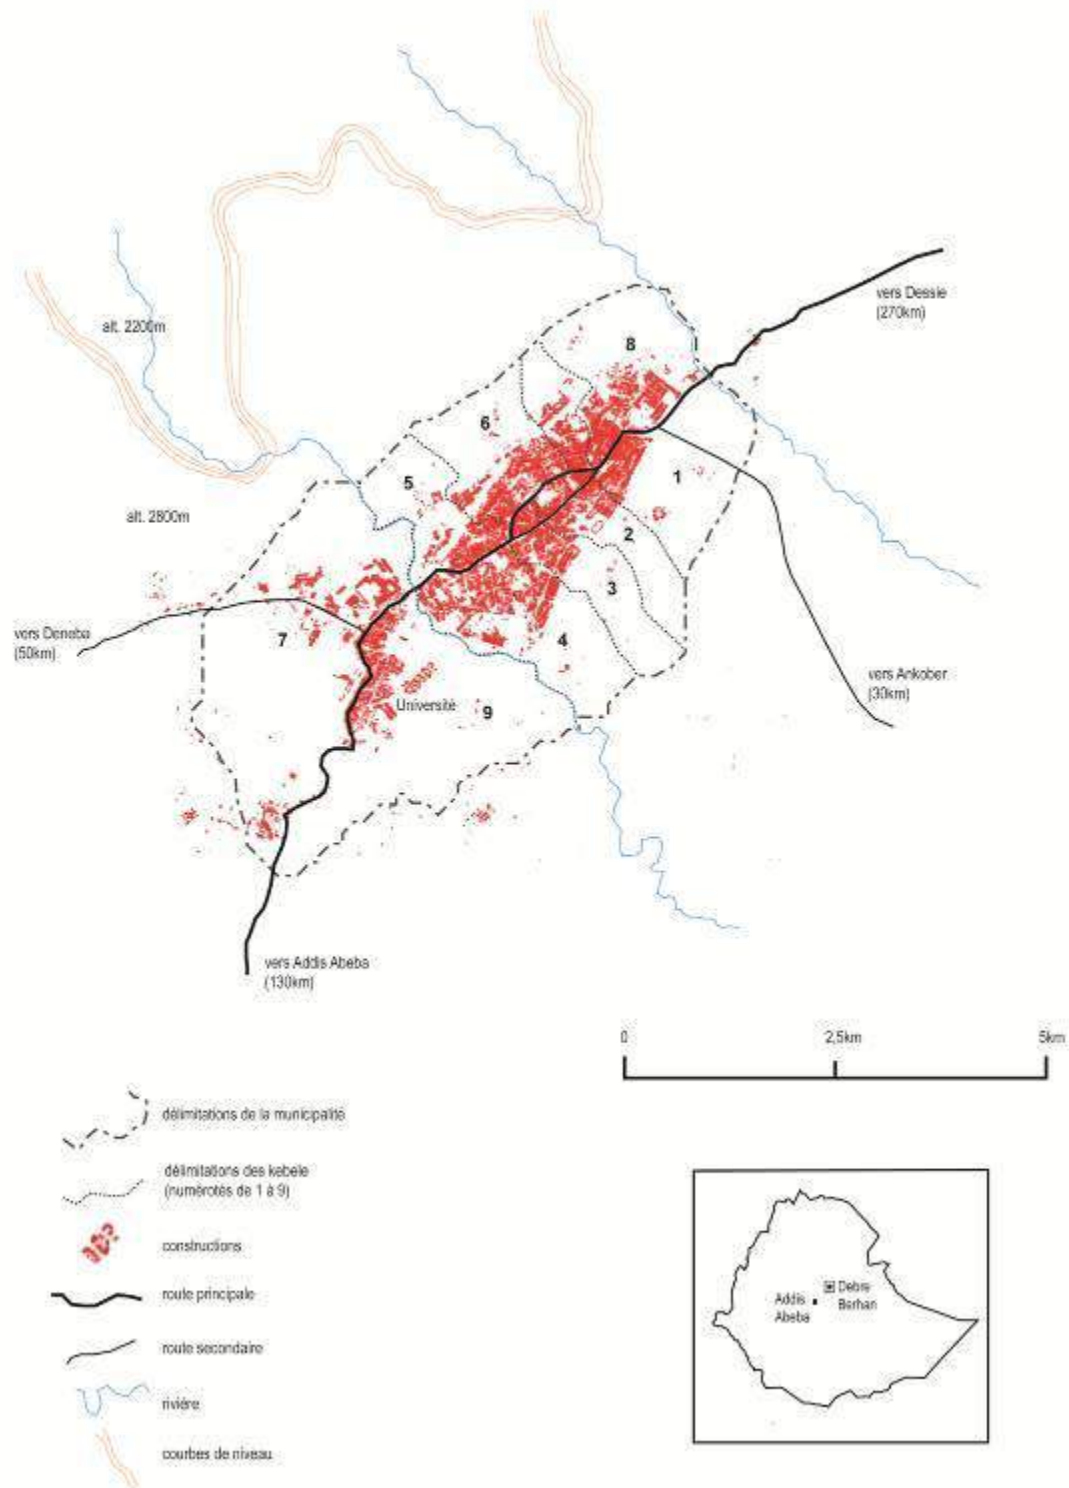 vers Dessie
(270km)
alt. 2200m
8
6
5
1
alt. 2800m
2
3
vers Deneba
(50km)
7
4
vers Ankober
(30km)
Université
9
vers Addis Abeba
(130km)
0
2,5km
5km
délimitations de la municipalité
délimitations des kebele
(numérotés de 1 à 9)
constructions
route principale
route secondaire
rivière
courbes de niveau
Addis
Abeba
Debre
Berhan